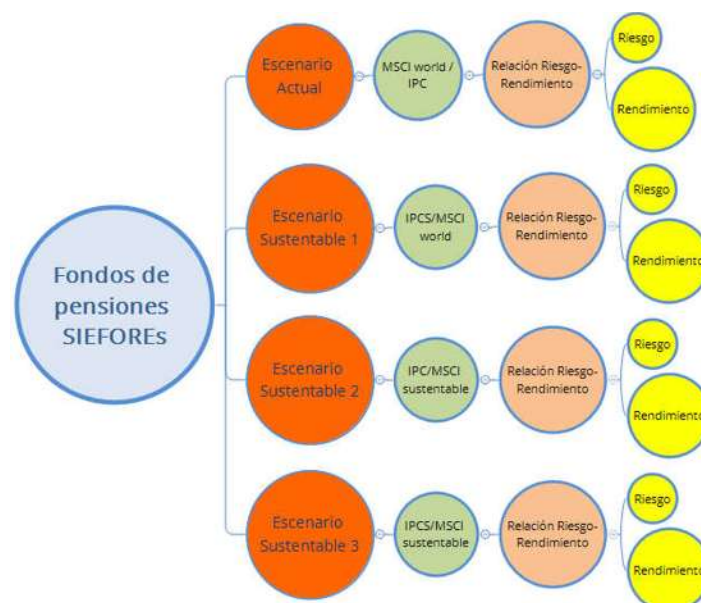 Fondos de
pensiones
SIEFOREs
Escenario
Actual
MSCI world /
IPC
Relación Riesgo-
Rendimiento
Riesgo
Rendimiento
Escenario
Sustentable 1
IPCS/MSCI
world
Relación Riesgo-
Rendimiento
Riesgo
Rendimiento
Escenario
Sustentable 2
IPC/MSCI
sustentable
Relación Riesgo-
Rendimiento
Riesgo
Rendimiento
Escenario
Sustentable 3
IPCS/MSCI
sustentable
Relación Riesgo-
Rendimiento
Riesgo
Rendimiento